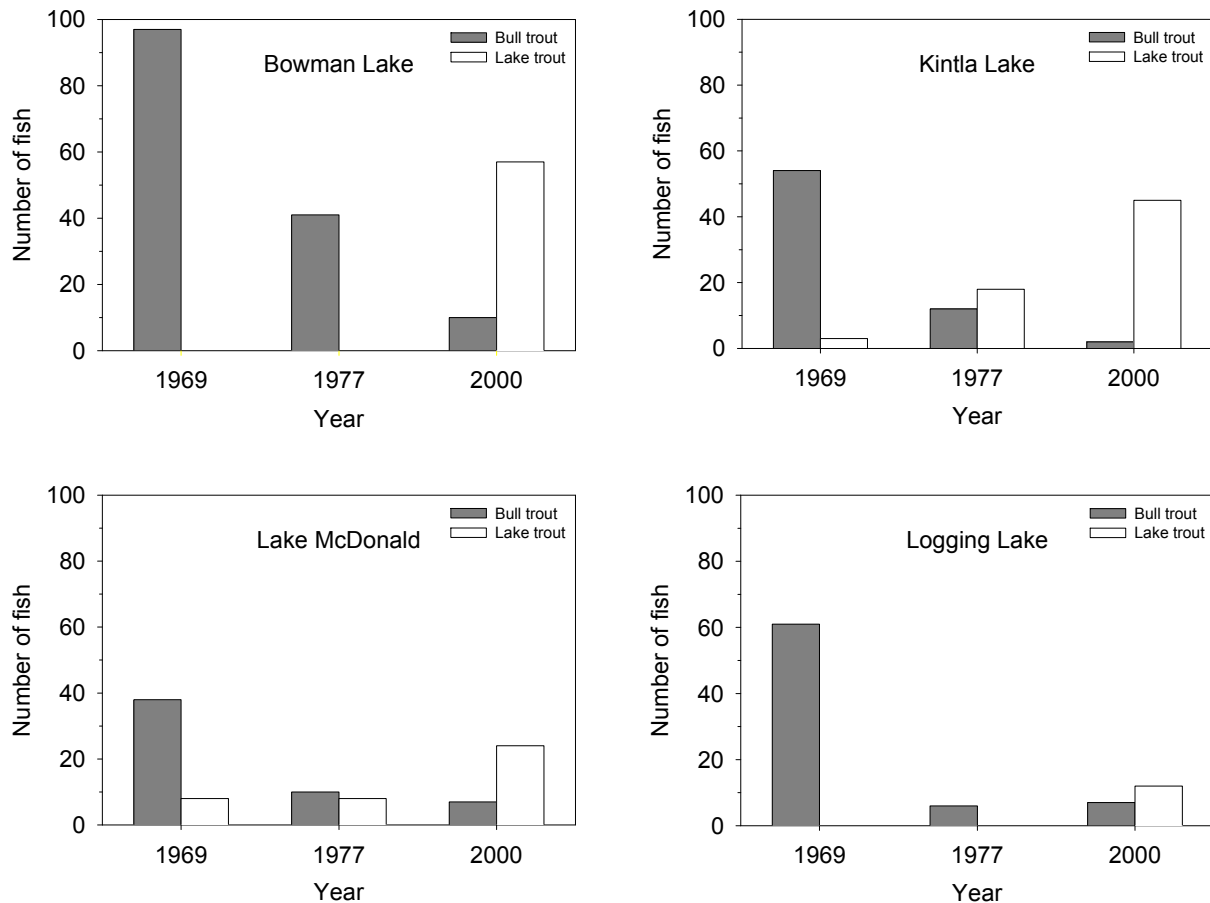 Bowman Lake
Bull trout
Lake trout
Number of fish
100
80
60
40
20
0
1969 1977 2000
Year
Kintla Lake
Bull trout
Lake trout
Number of fish
100
80
60
40
20
0
1969 1977 2000
Year
Lake McDonald
Bull trout
Lake trout
Number of fish
100
80
60
40
20
0
1969 1977 2000
Year
Logging Lake
Bull trout
Lake trout
Number of fish
100
80
60
40
20
0
1969 1977 2000
Year